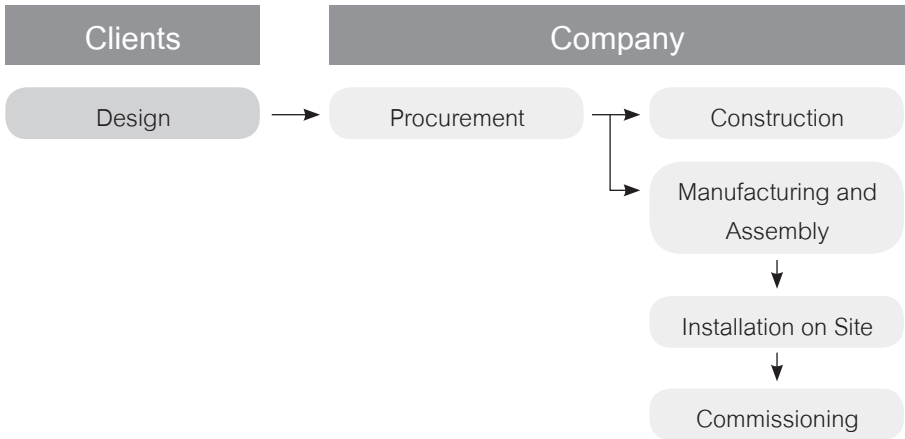 Clients
Company
Design
Procurement
Construction
Manufacturing and
Assembly
Installation on Site
Commissioning